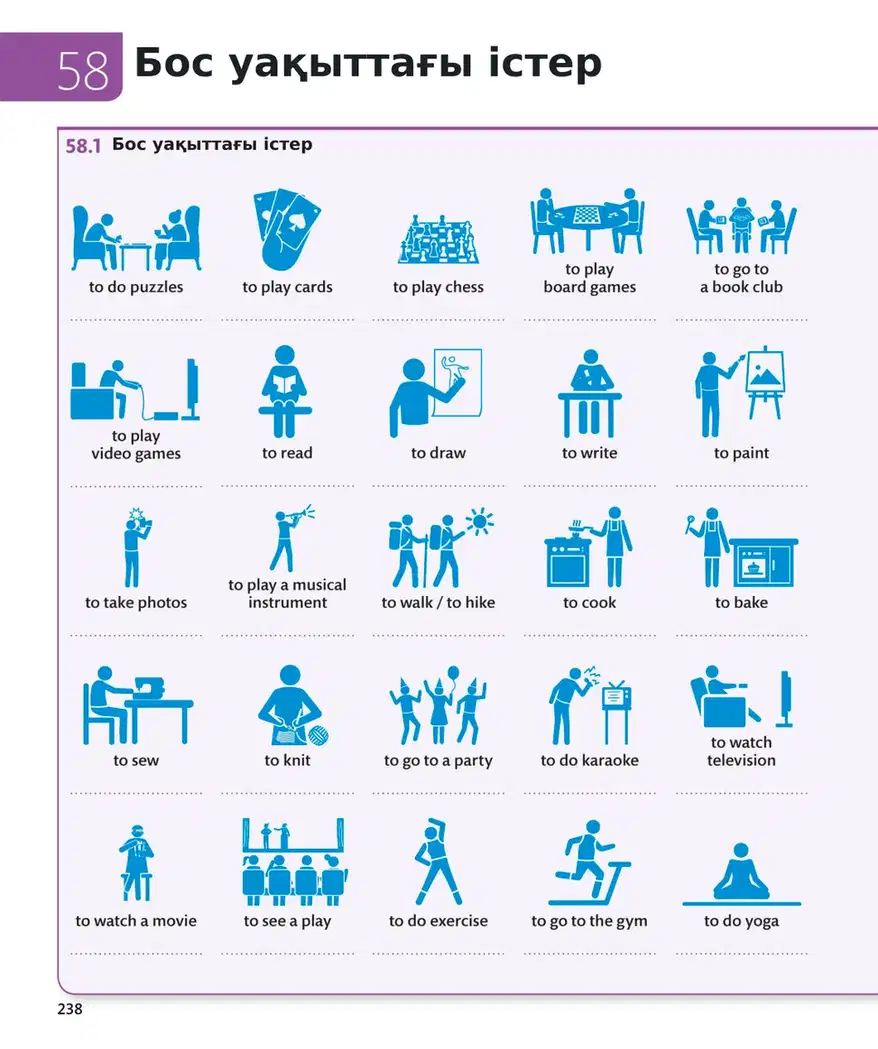 58 Бос уақыттағы істер
58.1 Бос уақыттағы істер
to do puzzles
to play cards
to play chess
to play
board games
to go to
a book club
to play
video games
to read
to draw
to write
to paint
to take photos
to play a musical
instrument
to walk / to hike
to cook
to bake
to sew
to knit
to go to a party
to do karaoke
to watch
television
to watch a movie
to see a play
to do exercise
to go to the gym
to do yoga
238